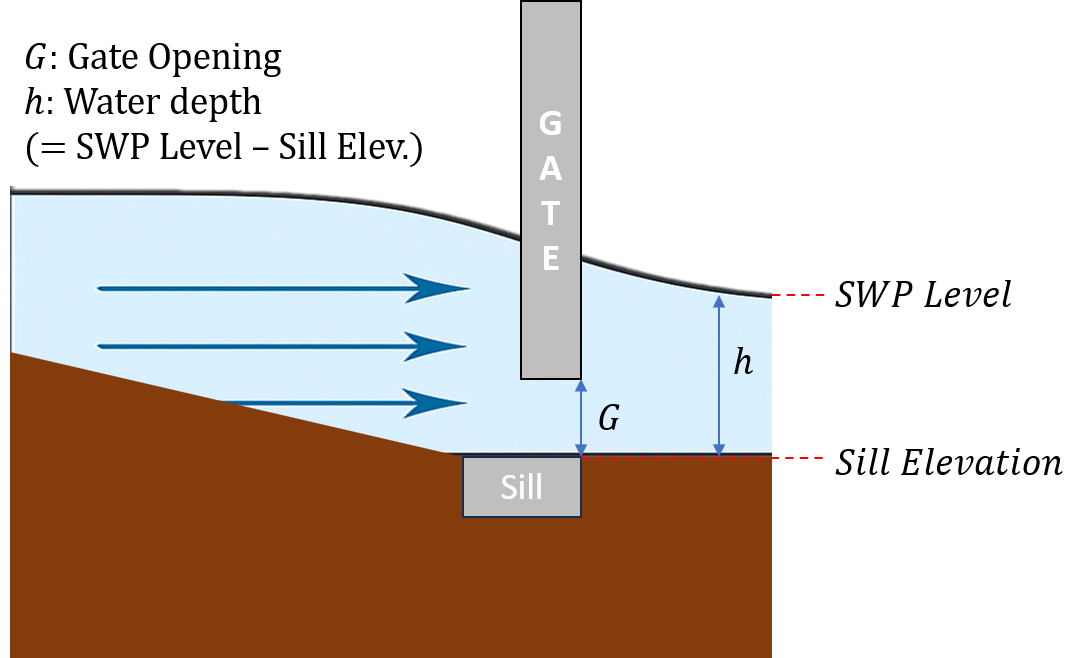 G: Gate Opening
h: Water depth
(= SWP Level – Sill Elev.)
GATE
SWP Level
h
G
Sill Elevation
Sill